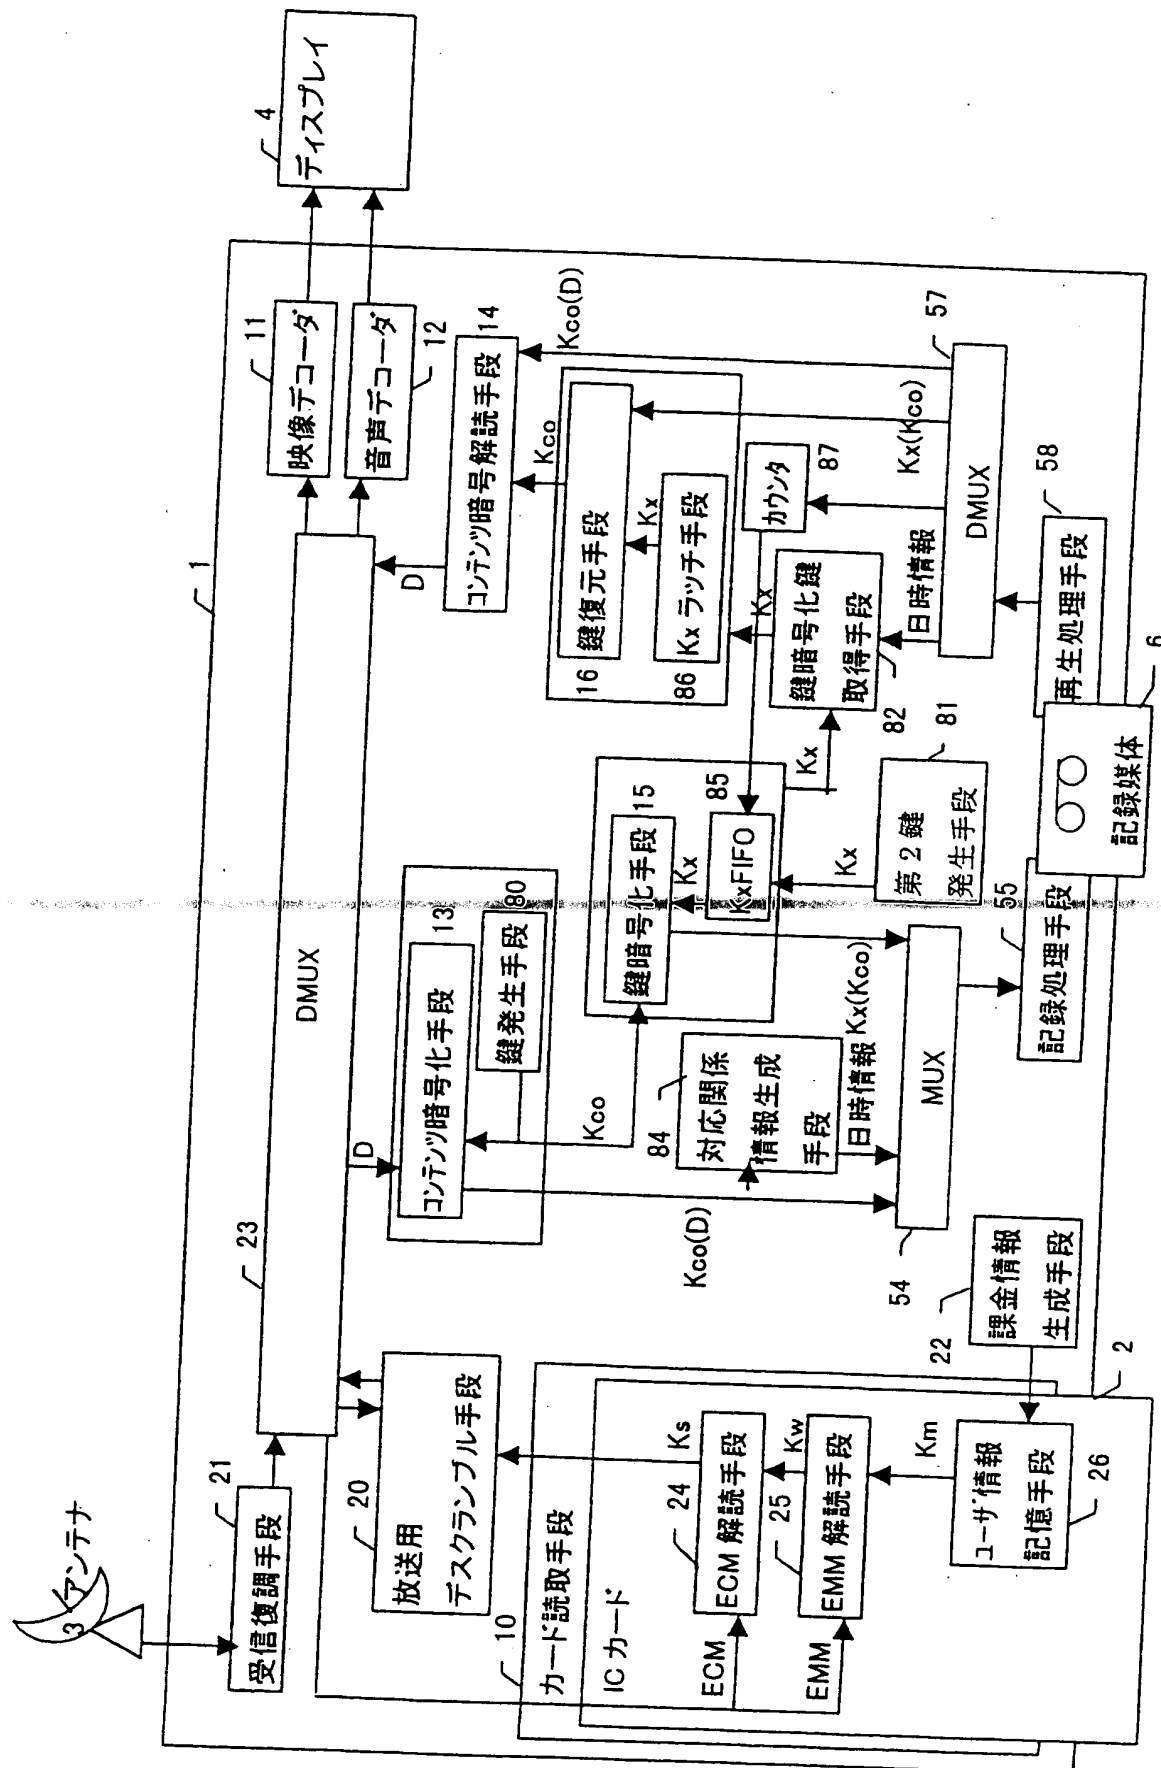 3
アンテナ
21
受信復調手段
23
DMUX
1
11
映像デコーダ
音声デコーダ
12
4
ディスプレイ
20
放送用
デスクランブル手段
D
コンテンツ暗号化手段
13
鍵発生手段
80
D
コンテンツ暗号解読手段
14
Kco(D)
Kco
16
鍵復元手段
Kx
86
Kxラッチ手段
Kx
カウンタ
87
Kx(Kco)
鍵暗号化鍵
取得手段
82
日時情報
DMUX
57
58
再生処理手段
Kco
鍵暗号化手段
15
Kx
KxFIFO
85
Kx
Kx
第2鍵
発生手段
81
84
対応関係
情報生成
手段
Kco(D)
日時情報
Kx(Kco)
MUX
54
55
記録処理手段
記録媒体
6
10
カード読取手段
ICカード
ECM
EMM
Ks
24
ECM解読手段
Kw
25
EMM解読手段
Km
ユーザ情報
記憶手段
26
22
課金情報
生成手段
2